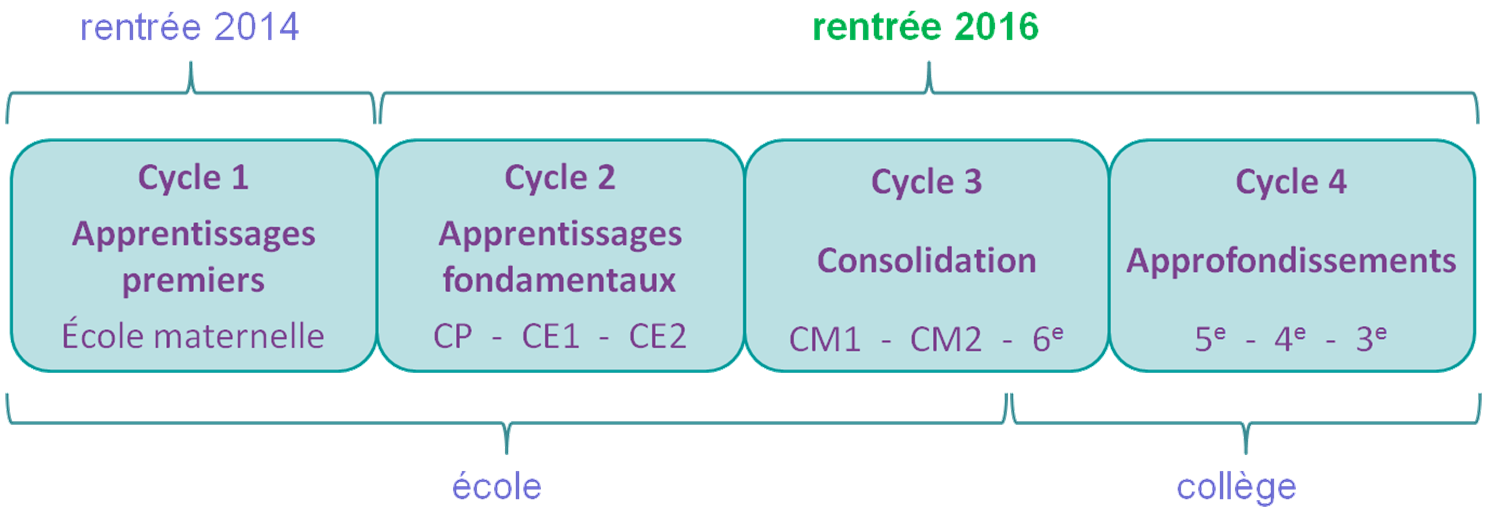 rentrée 2014
rentrée 2016
Cycle 1
Apprentissages
premiers
École maternelle
Cycle 2
Apprentissages
fondamentaux
CP - CE1 - CE2
Cycle 3
Consolidation
CM1 - CM2 - 6e
Cycle 4
Approfondissements
5e - 4e - 3e
école
collège